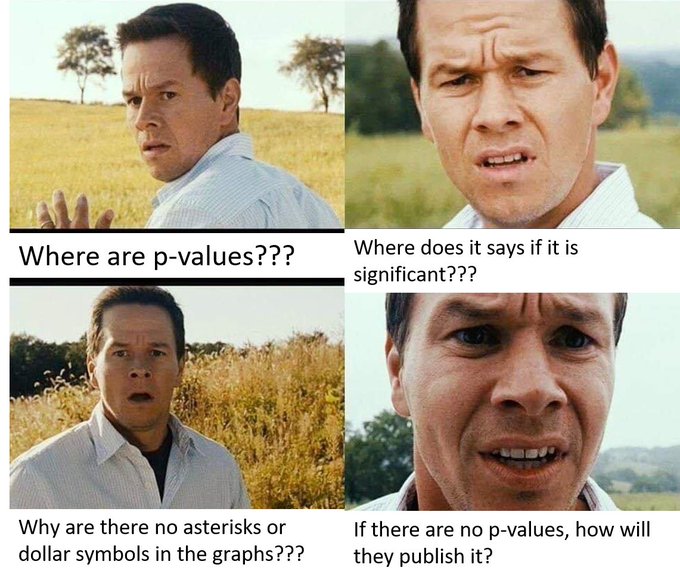 Where are p-values???
Where does it says if it is
significant???
Why are there no asterisks or
dollar symbols in the graphs???
If there are no p-values, how will
they publish it?